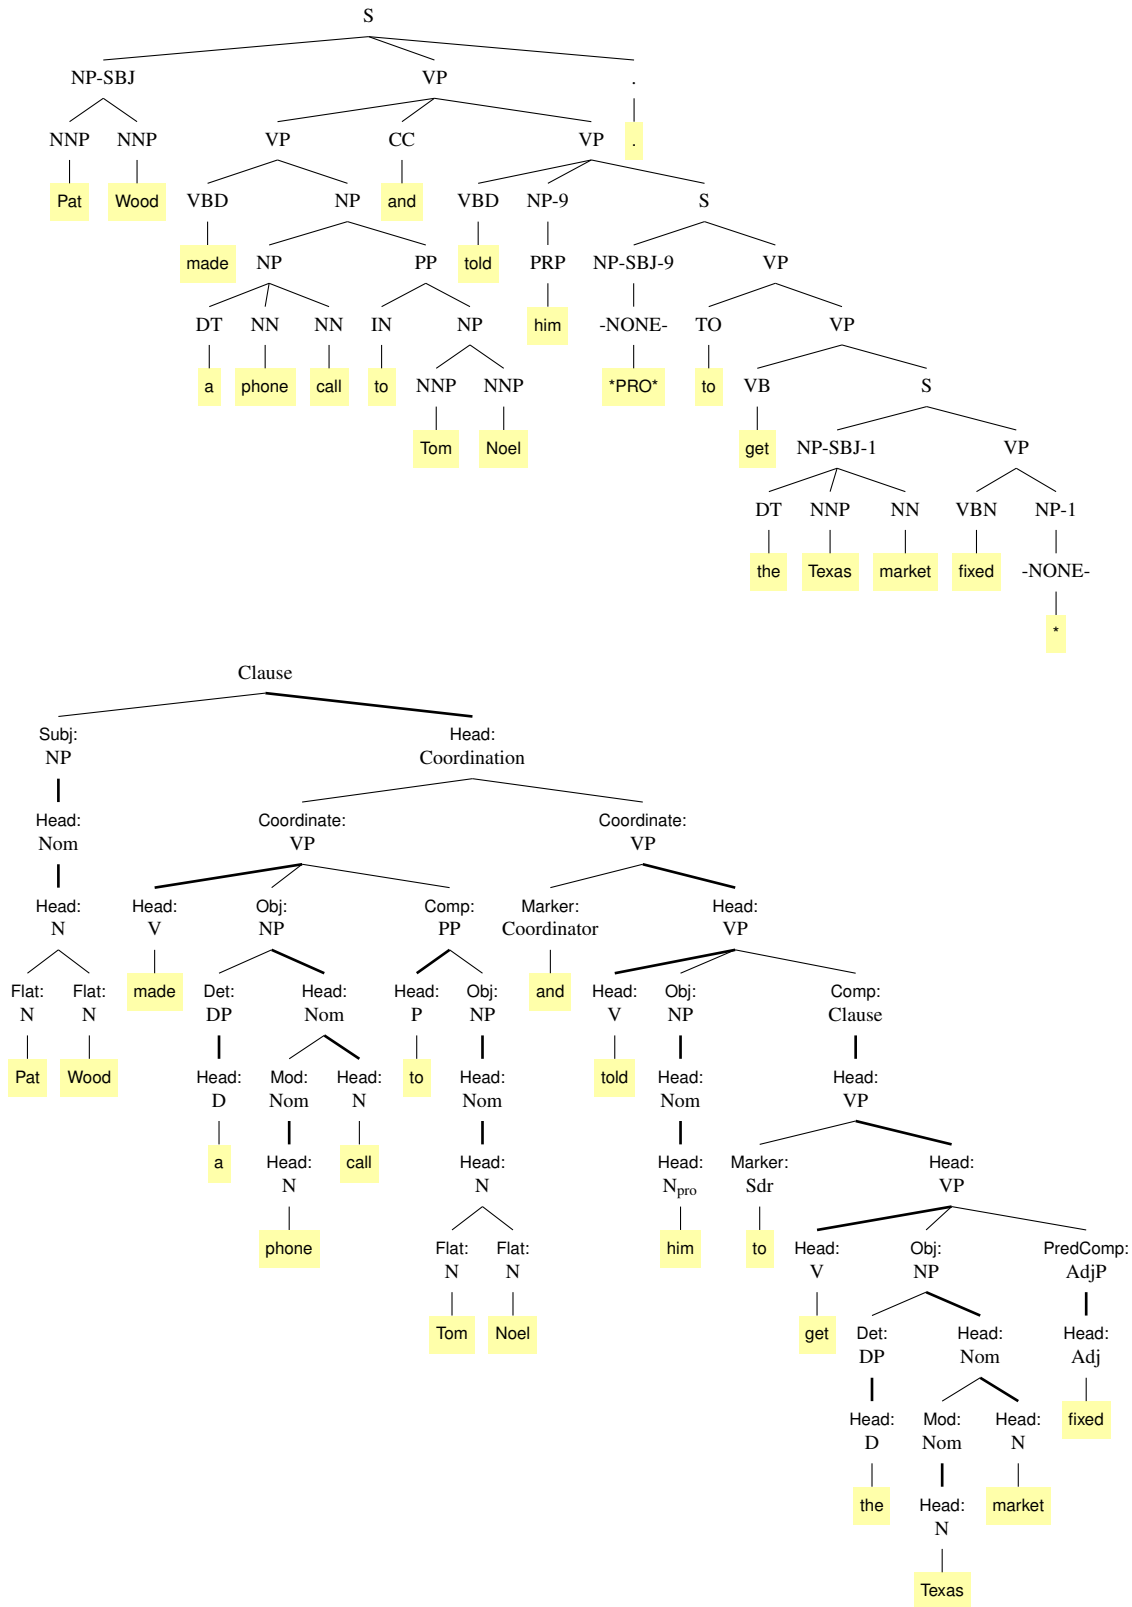 S
NP-SBJ VP .
NNP NNP VP CC VP .
Pat Wood VBD NP and VBD NP-9 S
made NP PP told PRP NP-SBJ-9 VP
DT NN NN IN NP him -NONE- TO VP
a phone call to NNP NNP *PRO* to VB S
Tom Noel get NP-SBJ-1 VP
DT NNP NN VBN NP-1
the Texas market fixed -NONE-
*
Clause
Subj: Head:
NP Coordination
Head: Coordinate: Coordinate:
Nom VP VP
Head: Head: Obj: Comp: Marker: Head:
N V NP PP Coordinator VP
Flat: Flat: made Det: Head: Head: Obj: and Head: Obj: Comp:
N N DP Nom P NP V NP Clause
Pat Wood Head: Mod: Head: to Head: told Head: Head:
D Nom N Nom Nom VP
a Head: call Head: Head: Marker: Head:
N N Npro Sdr VP
phone Flat: Flat: him to Head: Obj: PredComp:
N N V NP AdjP
Tom Noel get Det: Head: Head:
DP Nom Adj
Head: Mod: Head: fixed
D Nom N
the Head: market
N
Texas